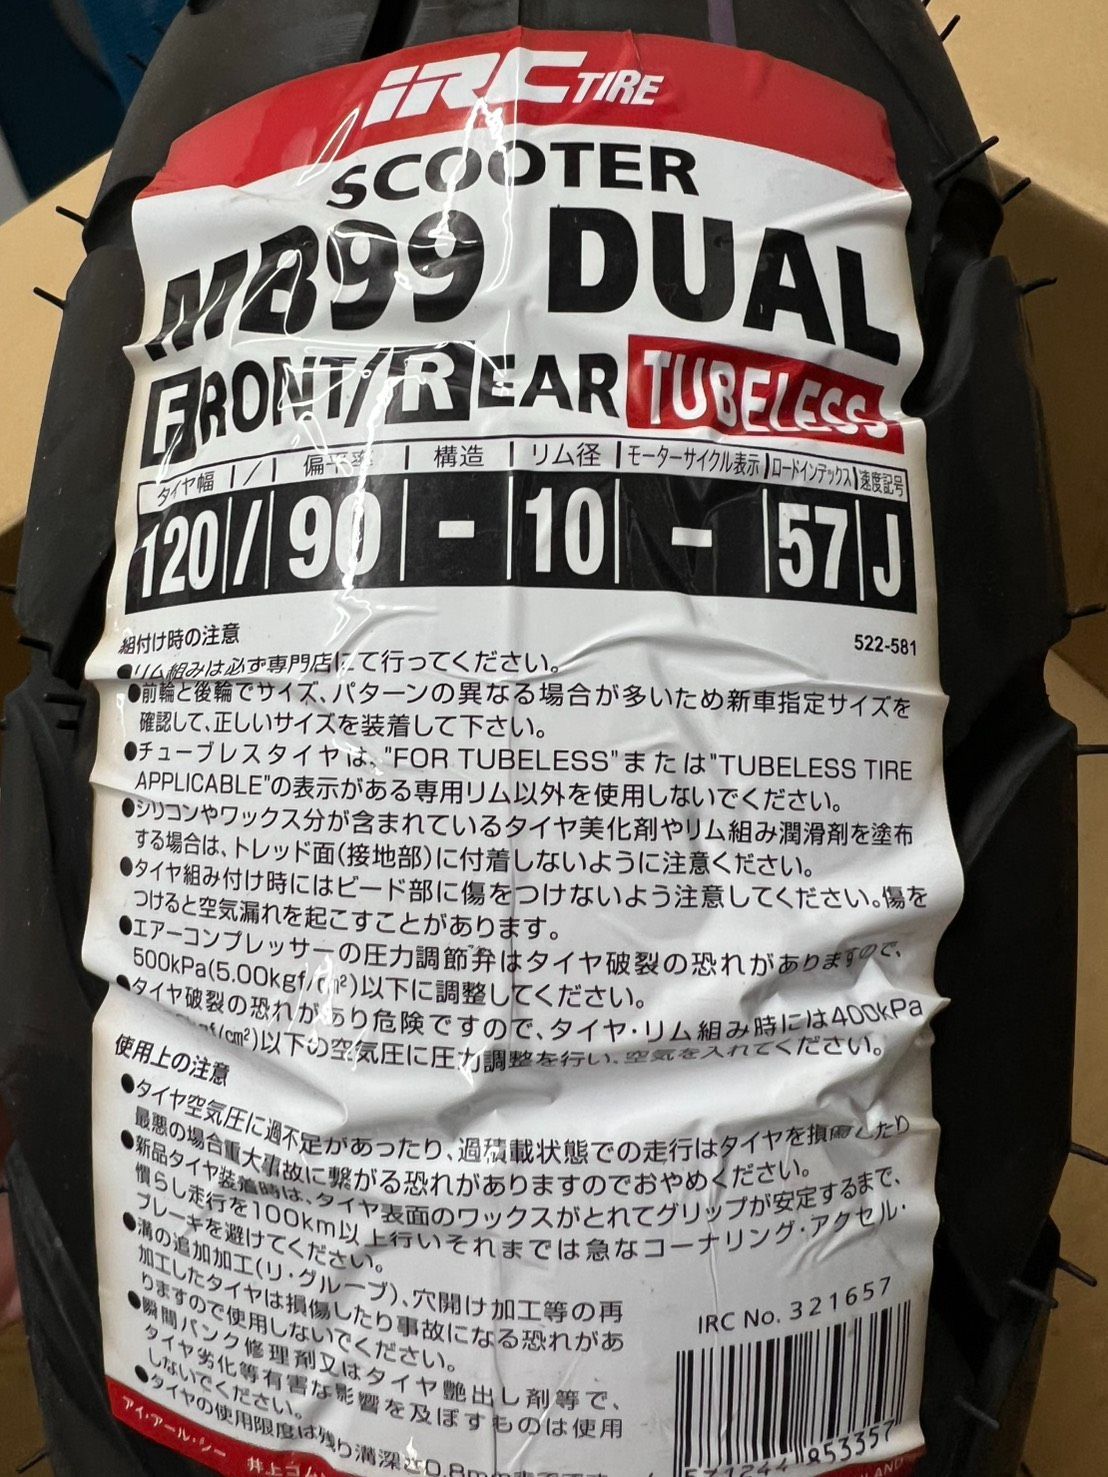 iRC TIRE
SCOOTER
MB99 DUAL
FRONT/REAR TUBELESS
タイヤ幅 / 偏平率 構造 リム径 モーターサイクル表示 ロードインデックス 速度記号
120 / 90 - 10 - 57 J
組付け時の注意
522-581
●リム組みは必ず専門店にて行ってください。
●前輪と後輪でサイズ、パターンの異なる場合が多いため新車指定サイズを
確認して、正しいサイズを装着して下さい。
●チューブレスタイヤは、"FOR TUBELESS"または"TUBELESS TIRE
APPLICABLE"の表示がある専用リム以外を使用しないでください。
●シリコンやワックス分が含まれているタイヤ美化剤やリム組み潤滑剤を塗布
する場合は、トレッド面(接地部)に付着しないように注意ください。
●タイヤ組み付け時にはビード部に傷をつけないよう注意してください。傷を
つけると空気漏れを起こすことがあります。
●エアーコンプレッサーの圧力調節弁はタイヤ破裂の恐れがありますので、
500kPa(5.00kgf/cm²)以下に調整してください。
●タイヤ破裂の恐れがあり危険ですので、タイヤ・リム組み時には400kPa
gf/cm²)以下の空気圧に圧力調整を行い、空気を入れてください。
使用上の注意
●タイヤ空気圧に過不足があったり、過積載状態での走行はタイヤを損傷したり
最悪の場合重大事故に繋がる恐れがありますのでおやめください。
●新品タイヤ装着時は、タイヤ表面のワックスがとれてグリップが安定するまで、
慣らし走行を100km以上行いそれまでは急なコーナリング・アクセル・
ブレーキを避けてください。
●溝の追加加工(リ・グルーブ)、穴開け加工等の再
加工したタイヤは損傷したり事故になる恐れがあ
りますので使用しないでください。
●瞬間パンク修理剤又はタイヤ艶出し剤等で、
タイヤ劣化等有害な影響を及ぼすものは使用
しないでください。
●タイヤの使用限度は残り溝深さ0.8mmまでです
IRC No. 321657
571244 853357
アイ・アール・シー 井上ゴム
LAND